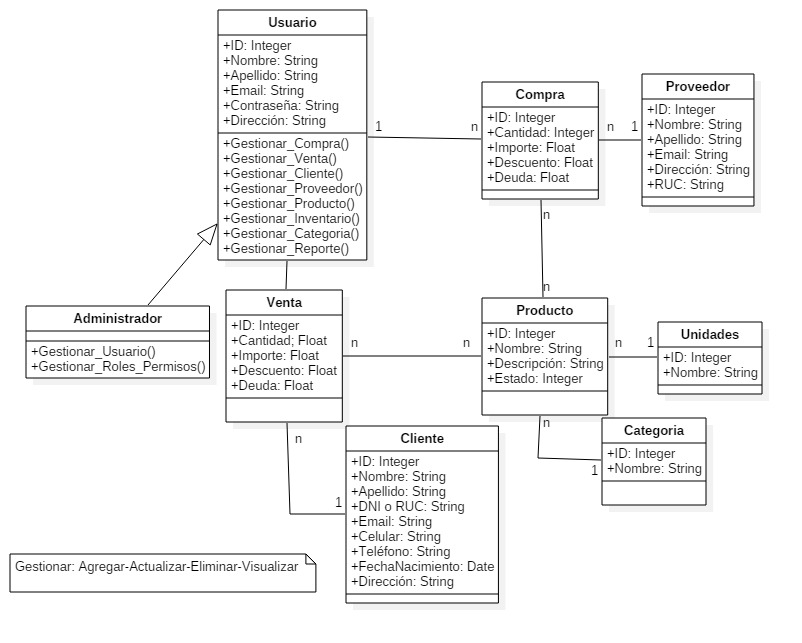 Usuario
+ID: Integer
+Nombre: String
+Apellido: String
+Email: String
+Contraseña: String
+Dirección: String
+Gestionar_Compra()
+Gestionar_Venta()
+Gestionar_Cliente()
+Gestionar_Proveedor()
+Gestionar_Producto()
+Gestionar_Inventario()
+Gestionar_Categoria()
+Gestionar_Reporte()
1
n
Compra
+ID: Integer
+Cantidad: Integer
+Importe: Float
+Descuento: Float
+Deuda: Float
n
1
Proveedor
+ID: Integer
+Nombre: String
+Apellido: String
+Email: String
+Dirección: String
+RUC: String
n
n
Administrador
+Gestionar_Usuario()
+Gestionar_Roles_Permisos()
Venta
+ID: Integer
+Cantidad; Float
+Importe: Float
+Descuento: Float
+Deuda: Float
n
n
Producto
+ID: Integer
+Nombre: String
+Descripción: String
+Estado: Integer
n
1
Unidades
+ID: Integer
+Nombre: String
n
1
Categoria
+ID: Integer
+Nombre: String
n
1
Cliente
+ID: Integer
+Nombre: String
+Apellido: String
+DNI o RUC: String
+Email: String
+Celular: String
+Teléfono: String
+FechaNacimiento: Date
+Dirección: String
Gestionar: Agregar-Actualizar-Eliminar-Visualizar